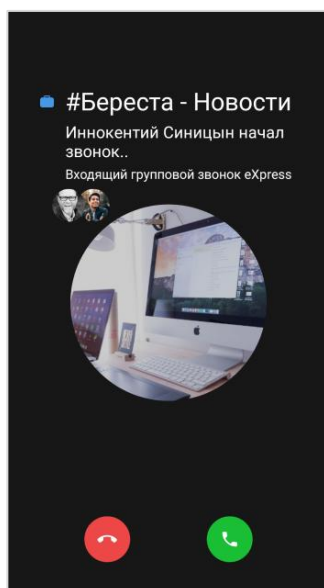 #Береста - Новости
Иннокентий Синицын начал
звонок..
Входящий групповой звонок eXpress